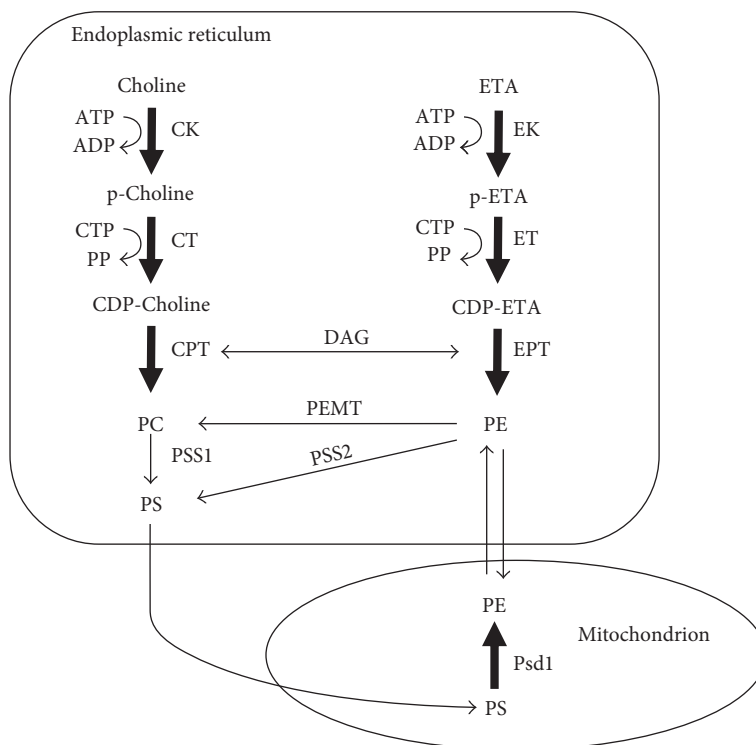 Endoplasmic reticulum
Choline
ETA
ATP
ADP
CK
ATP
ADP
EK
p-Choline
p-ETA
CTP
PP
CT
CTP
PP
ET
CDP-Choline
CDP-ETA
CPT
DAG
EPT
PC
PEMT
PE
PSS1
PSS2
PS
PE
Mitochondrion
Psd1
PS